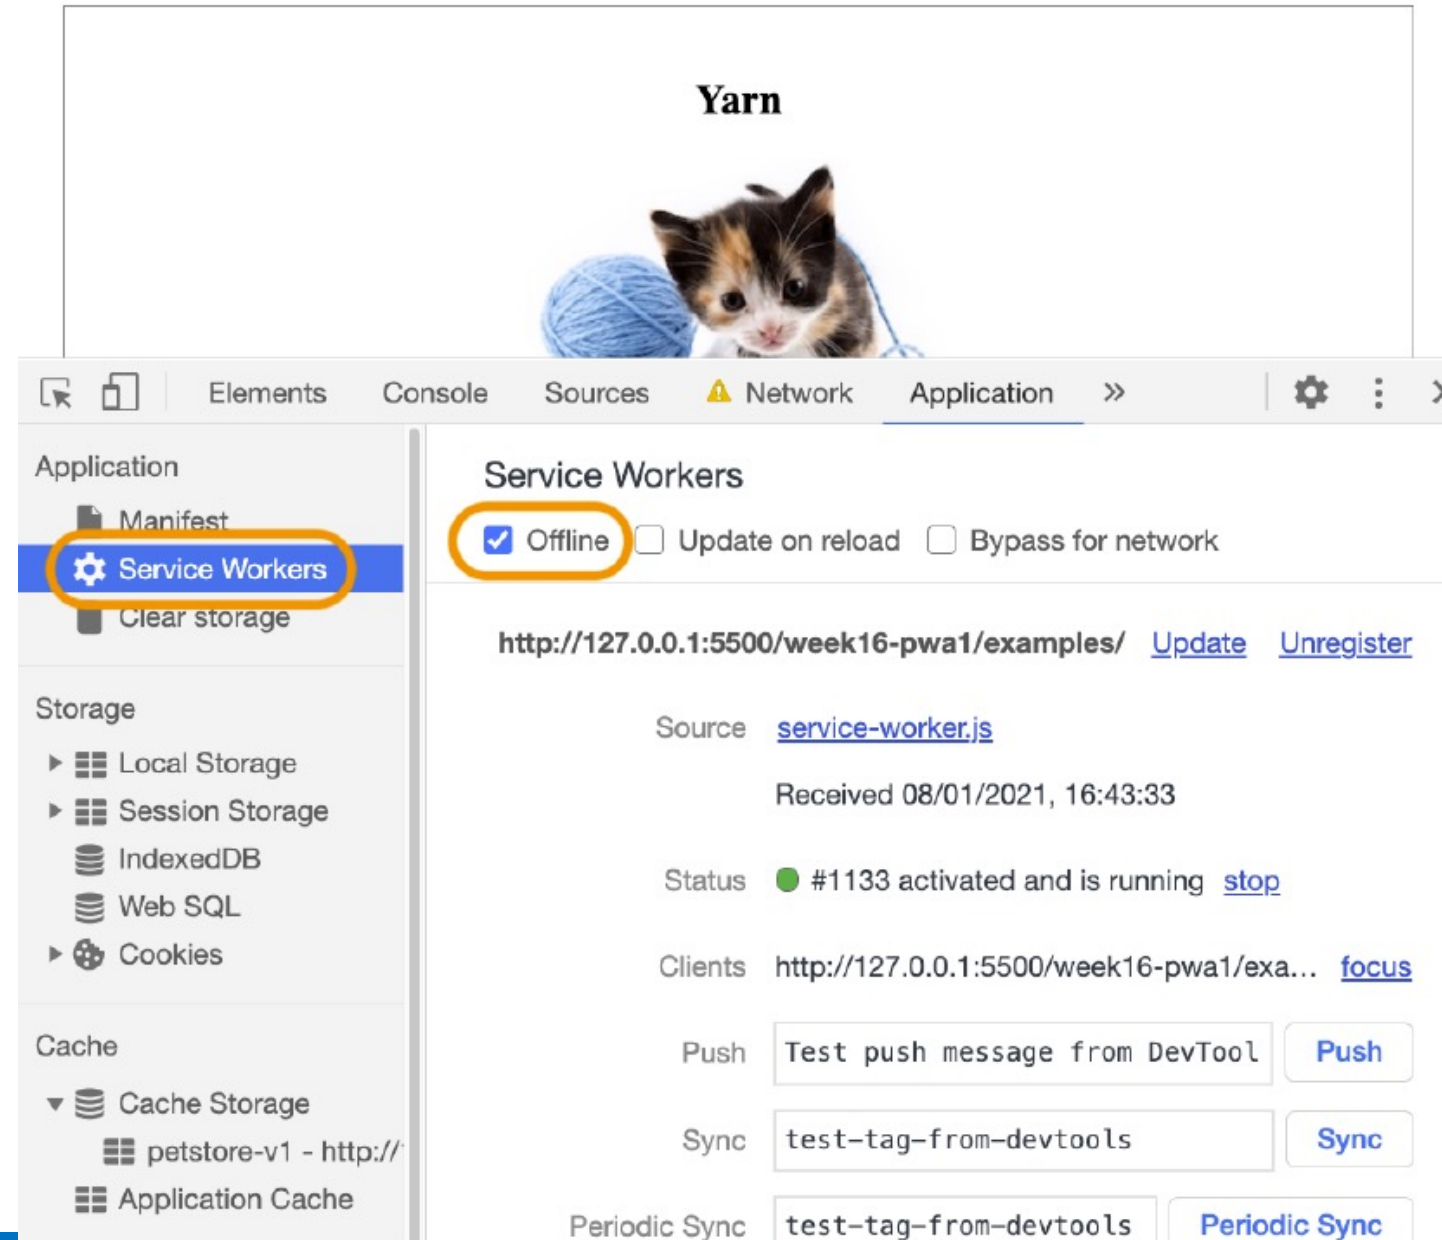 Yarn
Elements Console Sources Network Application »
Application
Manifest
Service Workers
Clear storage
Storage
Local Storage
Session Storage
IndexedDB
Web SQL
Cookies
Cache
Cache Storage
petstore-v1 - http://
Application Cache
Service Workers
Offline Update on reload Bypass for network
http://127.0.0.1:5500/week16-pwa1/examples/ Update Unregister
Source service-worker.js
Received 08/01/2021, 16:43:33
Status #1133 activated and is running stop
Clients http://127.0.0.1:5500/week16-pwa1/exa... focus
Push Test push message from DevTool Push
Sync test-tag-from-devtools Sync
Periodic Sync test-tag-from-devtools Periodic Sync